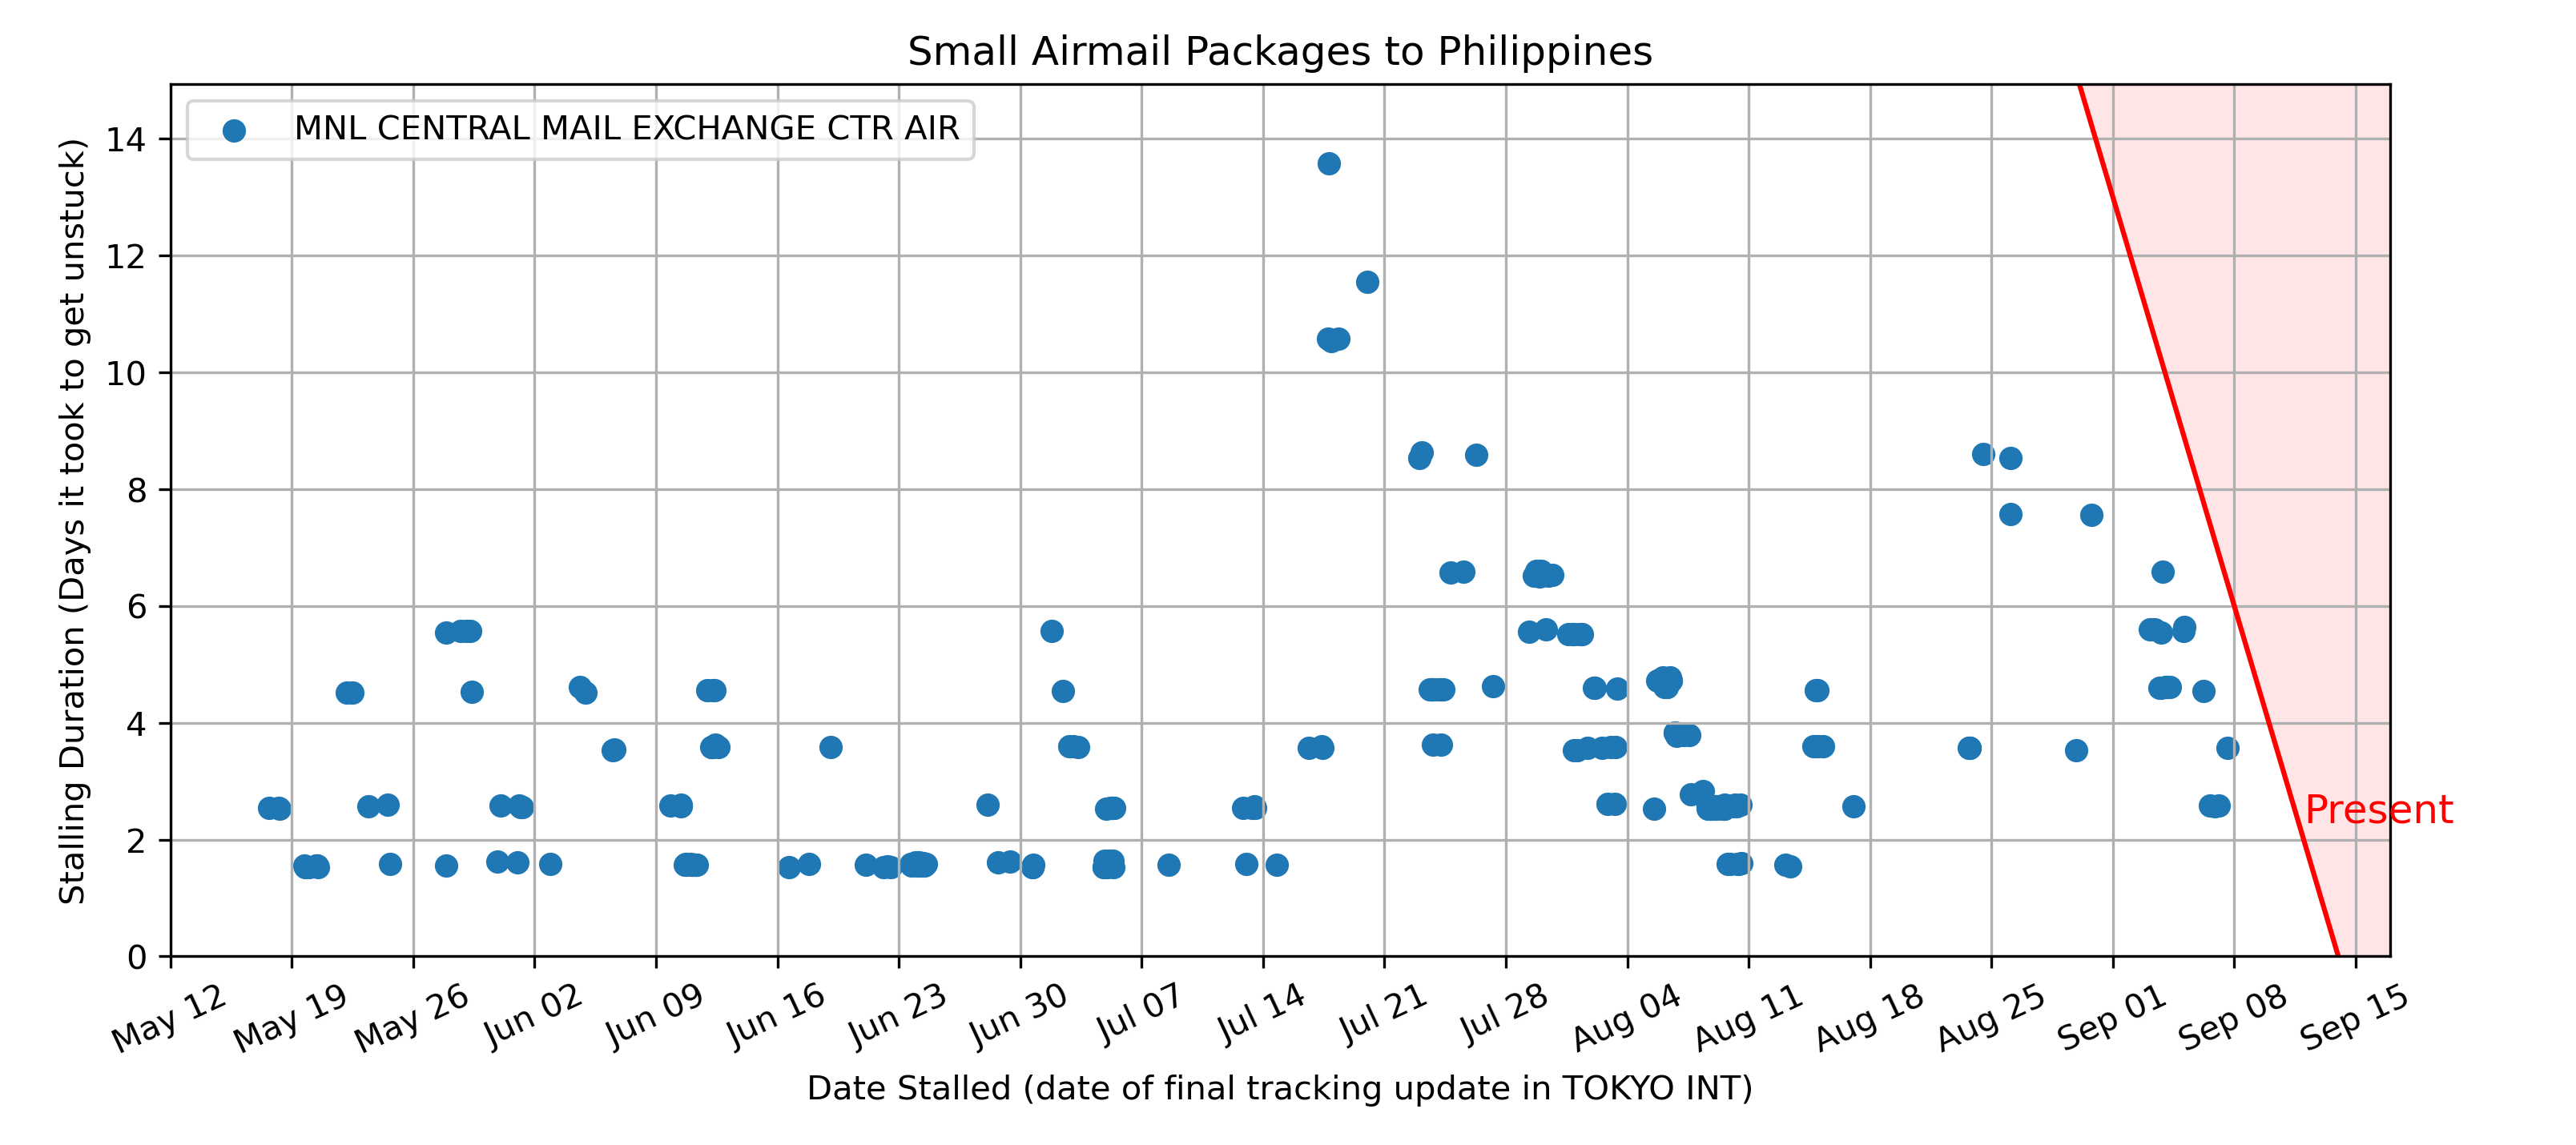 Small Airmail Packages to Philippines
MNL CENTRAL MAIL EXCHANGE CTR AIR
Stalling Duration (Days it took to get unstuck)
14
12
10
8
6
4
2
0
Present
May 12
May 19
May 26
Jun 02
Jun 09
Jun 16
Jun 23
Jun 30
Jul 07
Jul 14
Jul 21
Jul 28
Aug 04
Aug 11
Aug 18
Aug 25
Sep 01
Sep 08
Sep 15
Date Stalled (date of final tracking update in TOKYO INT)